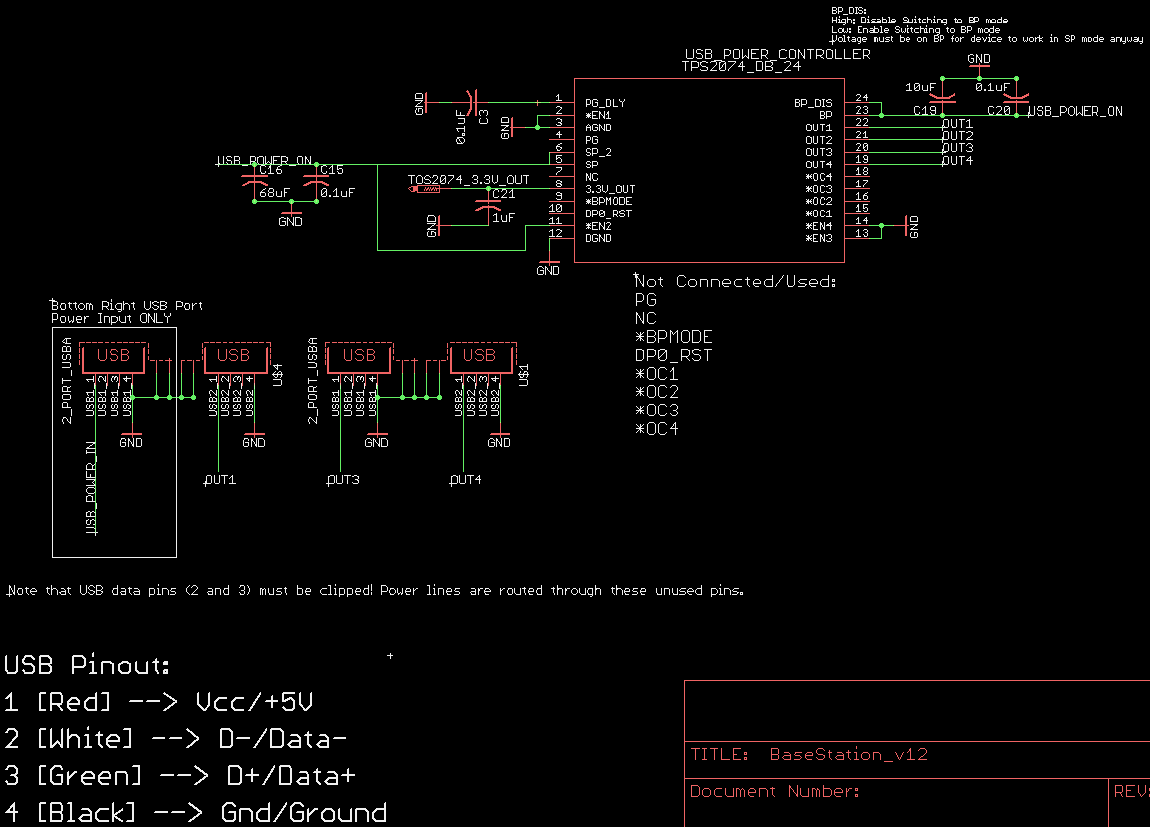 BP_DIS:
High: Disable Switching to BP mode
Low: Enable Switching to BP mode
Voltage must be on BP for device to work in SP mode anyway
USB_POWER_CONTROLLER
TPS2074_DB_24
GND
0.1uF
C3
GND
1 PG_DLY
2 *EN1
3 AGND
4 PG
6 SP_2
5 SP
7 NC
8 3.3V_OUT
9 *BPMODE
10 DP0_RST
11 *EN2
12 DGND
BP_DIS 24
BP 23
OUT1 22
OUT2 21
OUT3 20
OUT4 19
*OC4 18
*OC3 17
*OC2 16
*OC1 15
*EN4 14
*EN3 13
GND
10uF
0.1uF
C19
C20
USB_POWER_ON
OUT1
OUT2
OUT3
OUT4
GND
USB_POWER_ON
C16
C15
68uF
0.1uF
GND
TOS2074_3.3V_OUT
C21
1uF
GND
GND
Not Connected/Used:
PG
NC
*BPMODE
DP0_RST
*OC1
*OC2
*OC3
*OC4
Bottom Right USB Port
Power Input ONLY
2_PORT_USBA
USB
USB1_1
USB1_2
USB1_3
USB1_4
GND
USB_POWER_IN
USB
USB2_1
USB2_2
USB2_3
USB2_4
U$4
GND
OUT1
2_PORT_USBA
USB
USB1_1
USB1_2
USB1_3
USB1_4
GND
OUT3
USB
USB2_1
USB2_2
USB2_3
USB2_4
U$1
GND
OUT4
Note that USB data pins (2 and 3) must be clipped! Power lines are routed through these unused pins.
USB Pinout:
1 [Red] --> Vcc/+5V
2 [White] --> D-/Data-
3 [Green] --> D+/Data+
4 [Black] --> Gnd/Ground
TITLE: BaseStation_v12
Document Number:
REV: